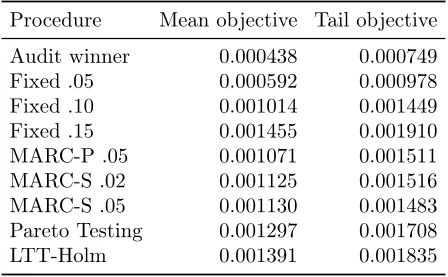 Procedure Mean objective Tail objective
Audit winner 0.000438 0.000749
Fixed .05 0.000592 0.000978
Fixed .10 0.001014 0.001449
Fixed .15 0.001455 0.001910
MARC-P .05 0.001071 0.001511
MARC-S .02 0.001125 0.001516
MARC-S .05 0.001130 0.001483
Pareto Testing 0.001297 0.001708
LTT-Holm 0.001391 0.001835